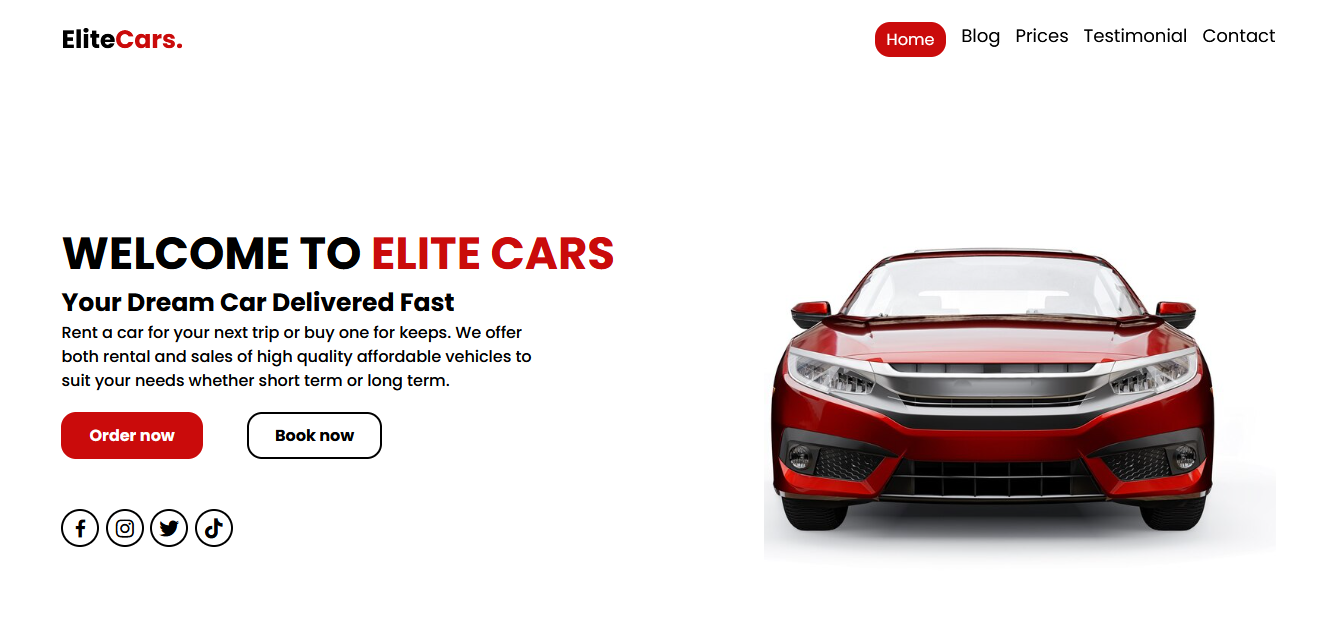 EliteCars.
Home Blog Prices Testimonial Contact
WELCOME TO ELITE CARS
Your Dream Car Delivered Fast
Rent a car for your next trip or buy one for keeps. We offer
both rental and sales of high quality affordable vehicles to
suit your needs whether short term or long term.
Order now Book now